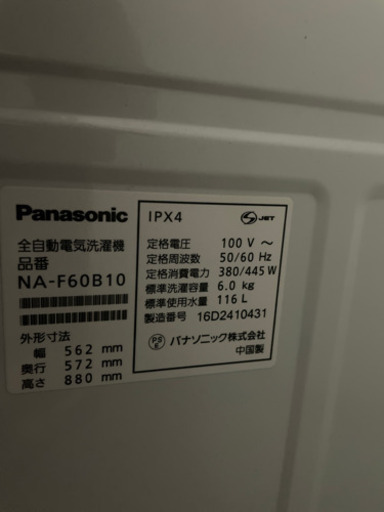 Panasonic
全自動電気洗濯機
品番
NA-F60B10
外形寸法
幅 562 mm
奥行 572 mm
高さ 880 mm
IPX4
S JET
定格電圧 100 V ～
定格周波数 50/60 Hz
定格消費電力 380/445 W
標準洗濯容量 6.0 kg
標準使用水量 116 L
製造番号 16D2410431
PS E パナソニック株式会社
中国製